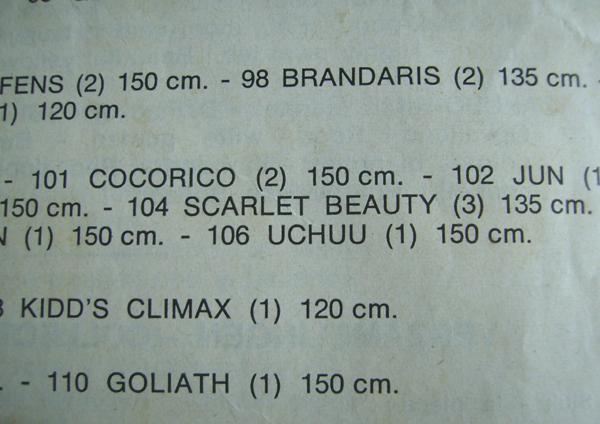 FENS (2) 150 cm. - 98 BRANDARIS (2) 135 cm.
1) 120 cm.
- 101 COCORICO (2) 150 cm. - 102 JUN (1
150 cm. - 104 SCARLET BEAUTY (3) 135 cm.
N (1) 150 cm. - 106 UCHUU (1) 150 cm.
3 KIDD'S CLIMAX (1) 120 cm.
. - 110 GOLIATH (1) 150 cm.